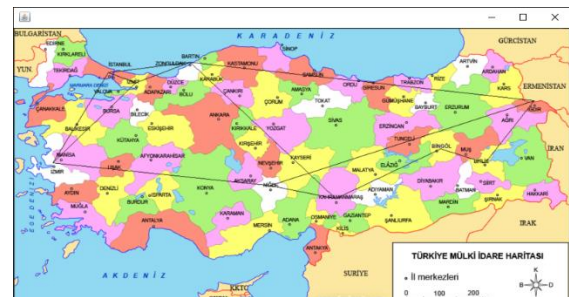 BULGARİSTAN
KARADENİZ
GÜRCİSTAN
EDİRNE
KIRKLARELİ
TEKİRDAĞ
İSTANBUL
ZONGULDAK
BARTIN
KASTAMONU
SİNOP
SAMSUN
ORDU
GİRESUN
TRABZON
RİZE
ARTVİN
ARDAHAN
YUN.
ÇANAKKALE
YALOVA
BURSA
BİLECİK
ADAPAZARI
DÜZCE
BOLU
KARABÜK
ÇANKIRI
ÇORUM
AMASYA
TOKAT
GÜMÜŞHANE
BAYBURT
ERZURUM
KARS
ERMENİSTAN
IĞDIR
AĞRI
BALIKESİR
KÜTAHYA
ESKİŞEHİR
ANKARA
KIRIKKALE
YOZGAT
SİVAS
ERZİNCAN
TUNCELİ
BİNGÖL
MUŞ
İRAN
MANİSA
İZMİR
UŞAK
AFYONKARAHİSAR
KIRŞEHİR
NEVŞEHİR
KAYSERİ
MALATYA
ELAZIĞ
BİTLİS
VAN
AYDIN
DENİZLİ
ISPARTA
BURDUR
KONYA
AKSARAY
NİĞDE
KAHRAMANMARAŞ
ADIYAMAN
DİYABAKIR
BATMAN
SİİRT
ŞIRNAK
HAKKARİ
MUĞLA
ANTALYA
KARAMAN
MERSİN
ADANA
OSMANİYE
GAZİANTEP
KİLİS
ŞANLIURFA
MARDİN
ANTAKYA
IRAK
SURİYE
AKDENİZ
KKTC
TÜRKİYE MÜLKİ İDARE HARİTASI
İl merkezleri
0 100 200
K
B D